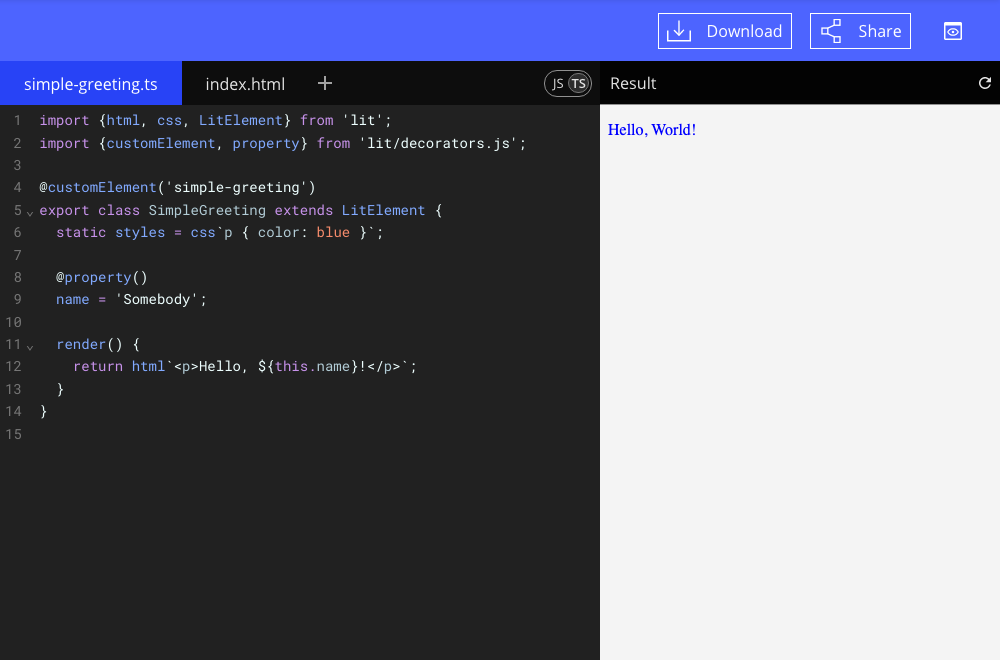 Download Share
simple-greeting.ts index.html + JS TS Result
1 import {html, css, LitElement} from 'lit';
2 import {customElement, property} from 'lit/decorators.js';
3
4 @customElement('simple-greeting')
5 export class SimpleGreeting extends LitElement {
6   static styles = css`p { color: blue }`;
7
8   @property()
9   name = 'Somebody';
10
11   render() {
12     return html`<p>Hello, ${this.name}!</p>`;
13   }
14 }
15
Hello, World!